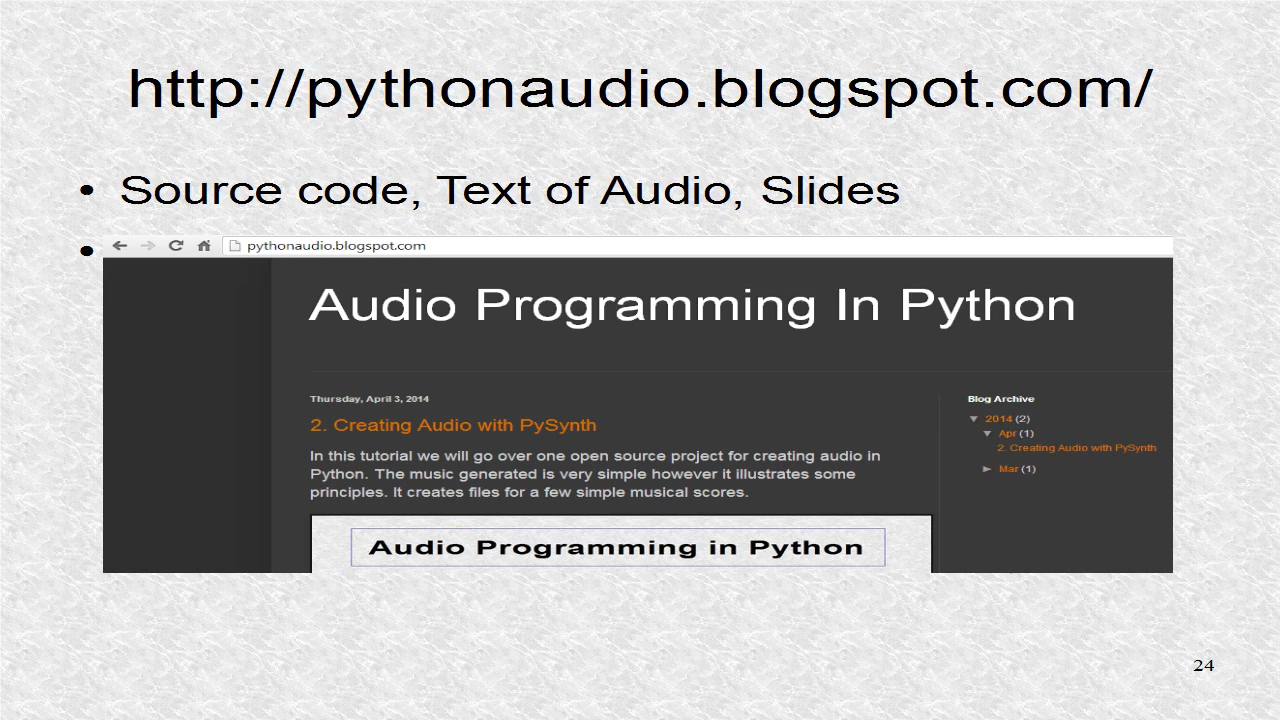 http://pythonaudio.blogspot.com/
• Source code, Text of Audio, Slides
•
pythonaudio.blogspot.com
Audio Programming In Python
Thursday, April 3, 2014
2. Creating Audio with PySynth
In this tutorial we will go over one open source project for creating audio in
Python. The music generated is very simple however it illustrates some
principles. It creates files for a few simple musical scores.
Audio Programming in Python
Blog Archive
▼ 2014 (2)
▼ Apr (1)
2. Creating Audio with PySynth
► Mar (1)
24